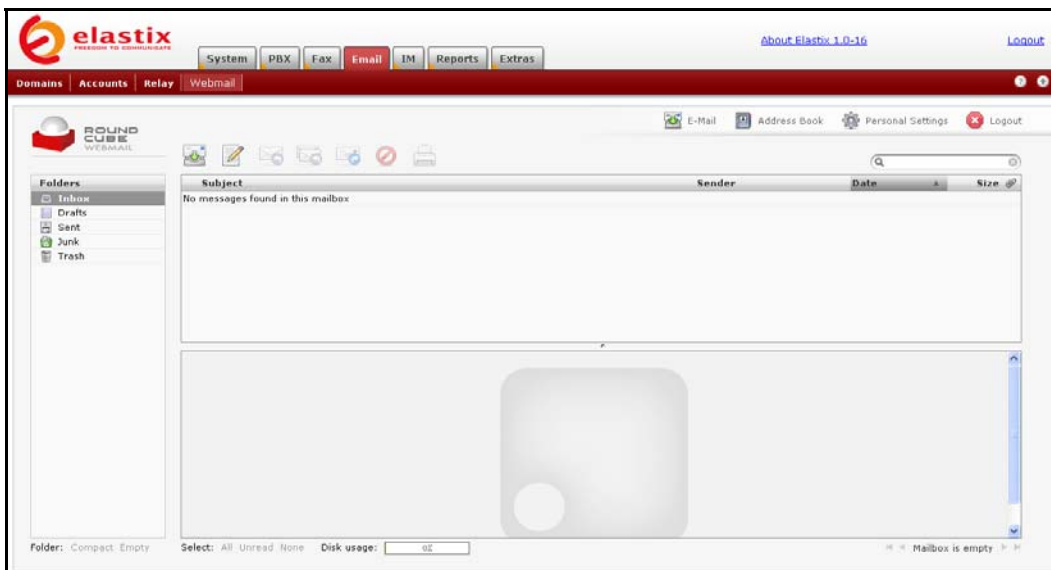 elastix
FREEDOM TO COMMUNICATE
About Elastix 1.0-16 Logout
System PBX Fax Email IM Reports Extras
Domains Accounts Relay Webmail
ROUND
CUBE
WEBMAIL
E-Mail Address Book Personal Settings Logout
Folders Subject Sender Date Size
Inbox No messages found in this mailbox
Drafts
Sent
Junk
Trash
Folder: Compact Empty Select: All Unread None Disk usage: 0% Mailbox is empty